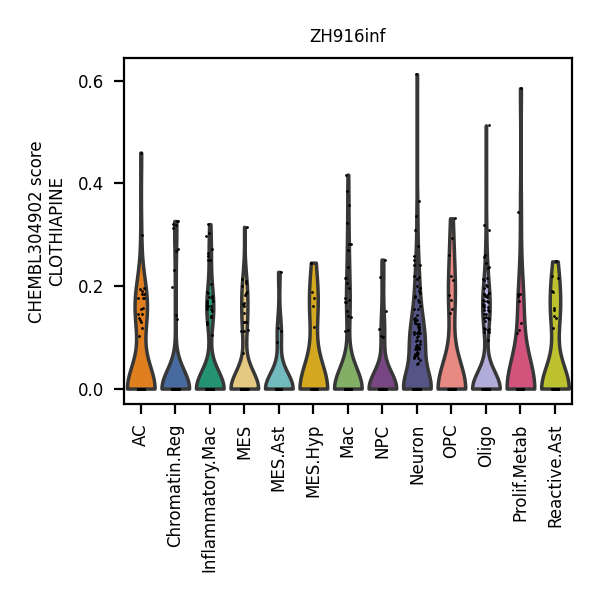 ZH916inf
CHEMBL304902 score
CLOTHIAPINE
0.6
0.4
0.2
0.0
AC
Chromatin.Reg
Inflammatory.Mac
MES
MES.Ast
MES.Hyp
Mac
NPC
Neuron
OPC
Oligo
Prolif.Metab
Reactive.Ast